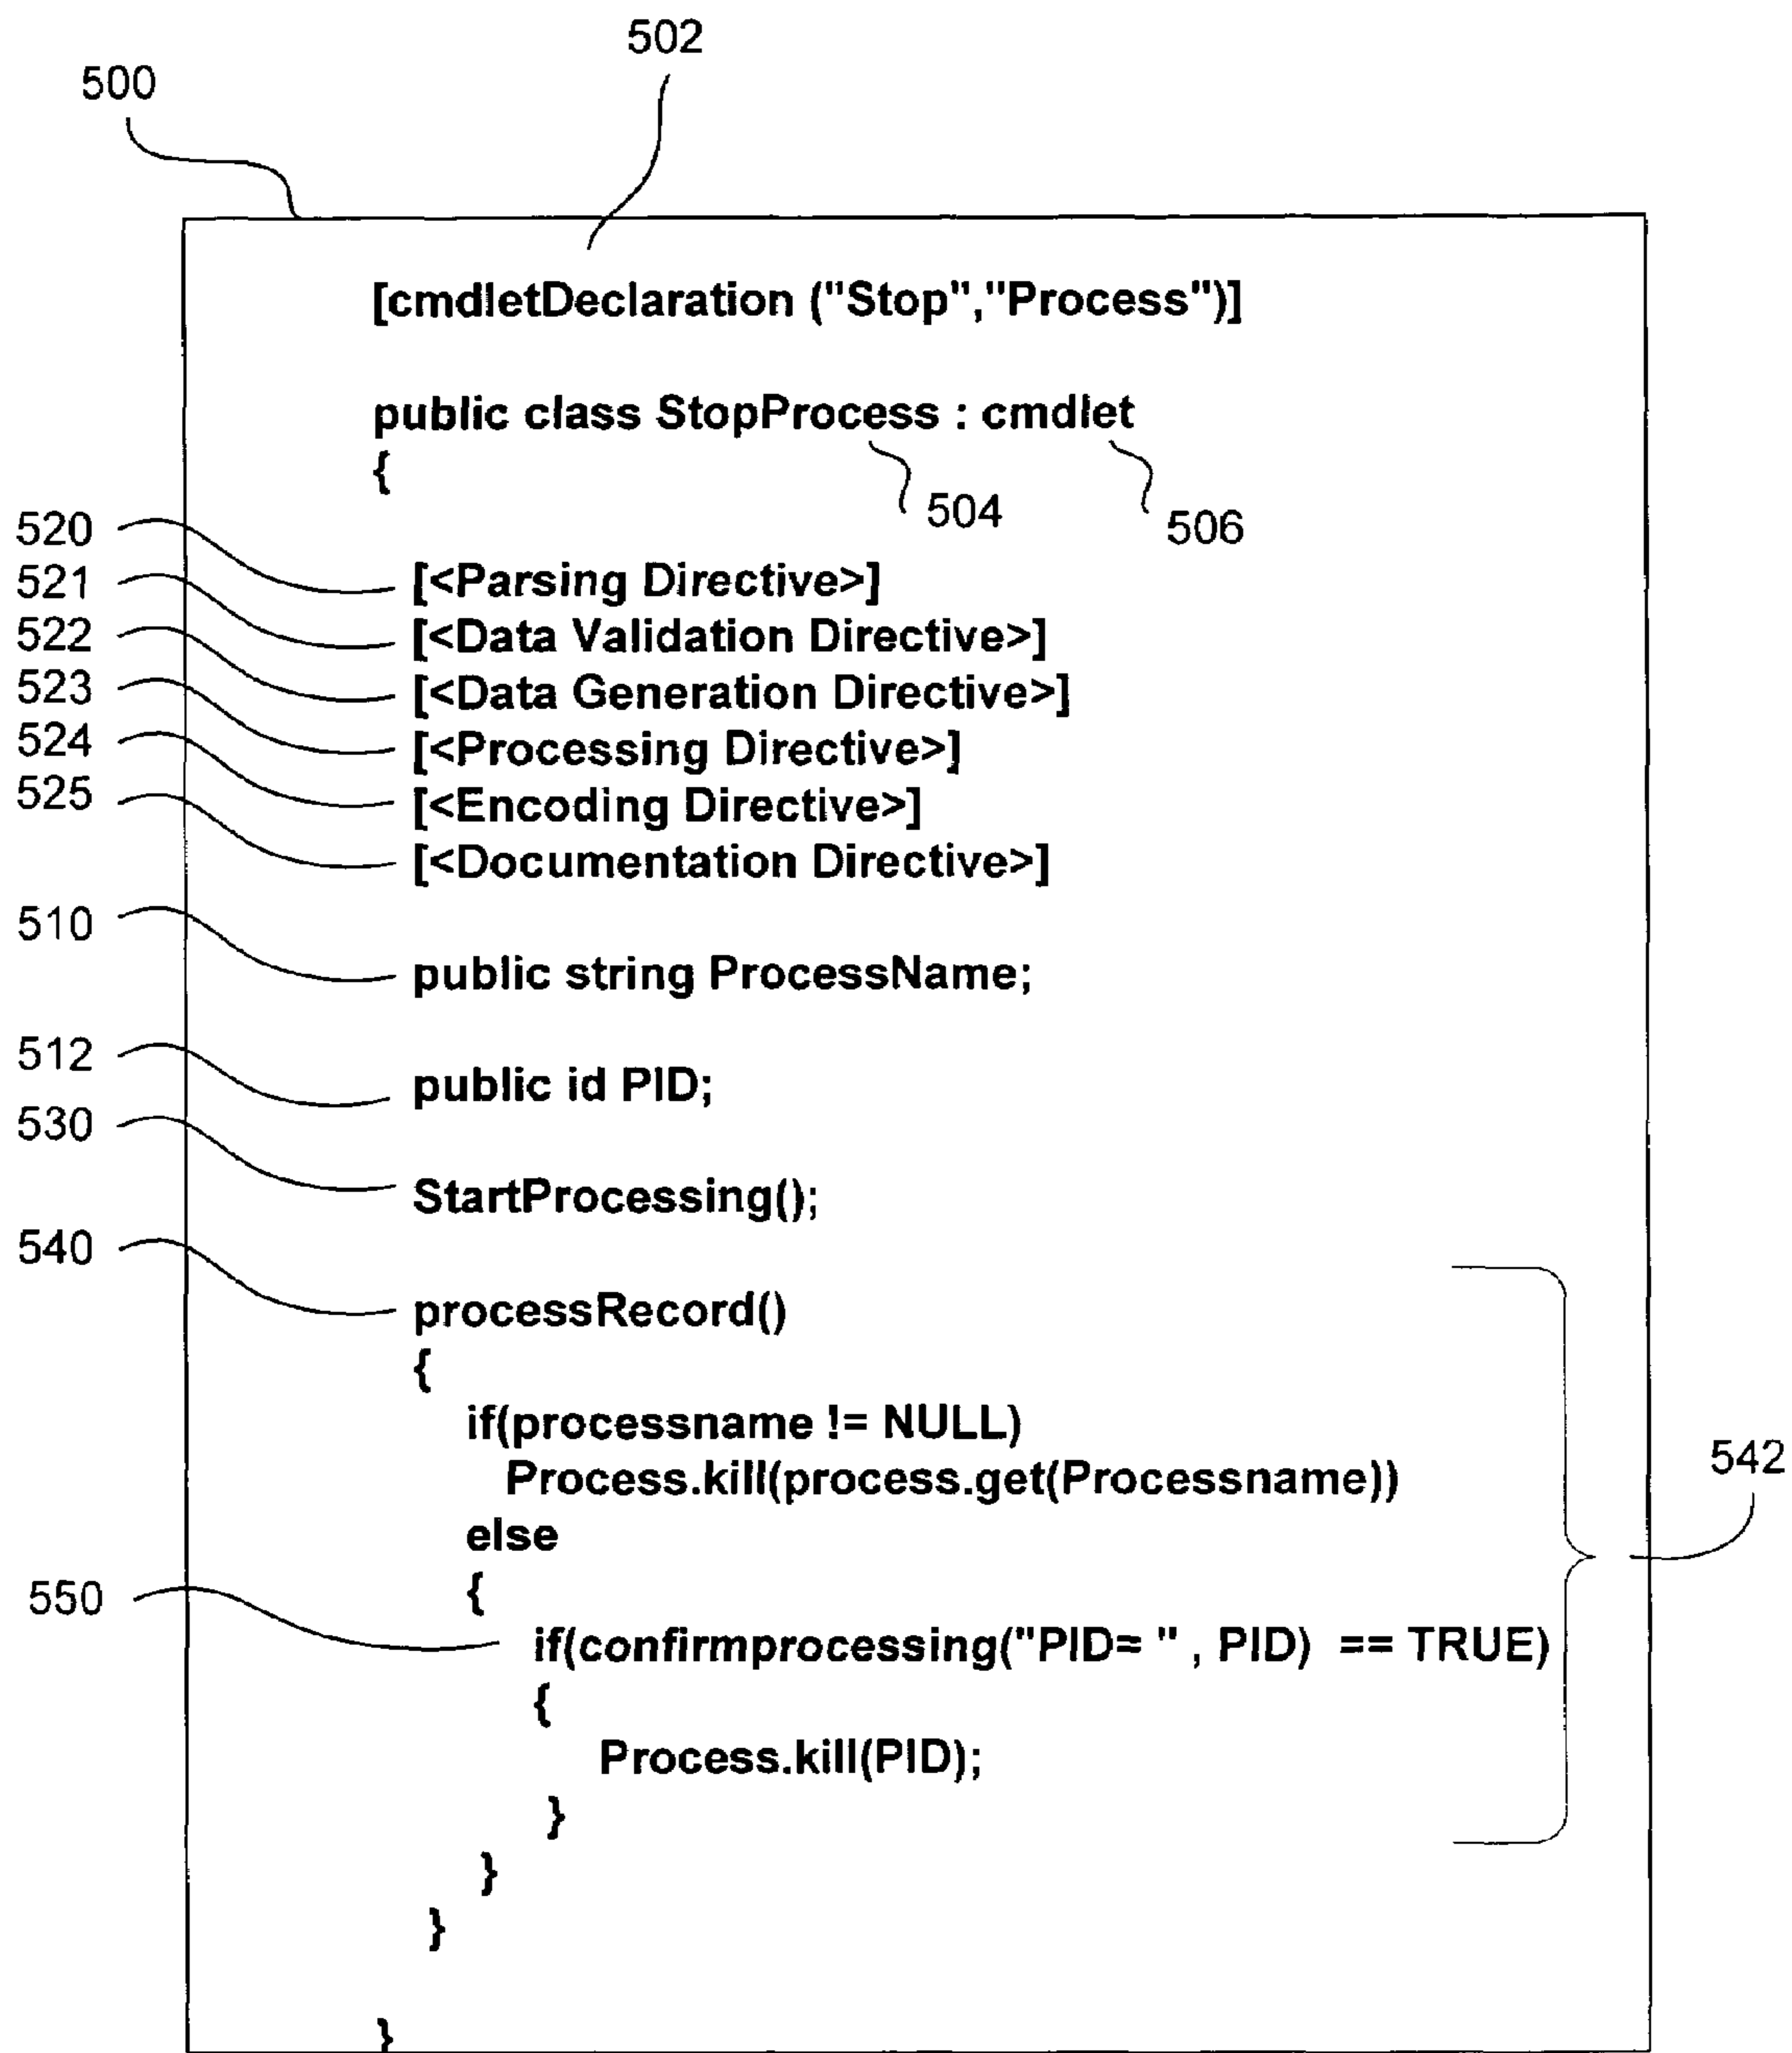 502
500
[cmdletDeclaration ("Stop","Process")]
public class StopProcess : cmdlet
{
504
506
520
[<Parsing Directive>]
521
[<Data Validation Directive>]
522
[<Data Generation Directive>]
523
[<Processing Directive>]
524
[<Encoding Directive>]
525
[<Documentation Directive>]
510
public string ProcessName;
512
public id PID;
530
StartProcessing();
540
processRecord()
{
if(processname != NULL)
Process.kill(process.get(Processname))
542
else
{
550
if(confirmprocessing("PID= " , PID) == TRUE)
{
Process.kill(PID);
}
}
}
}